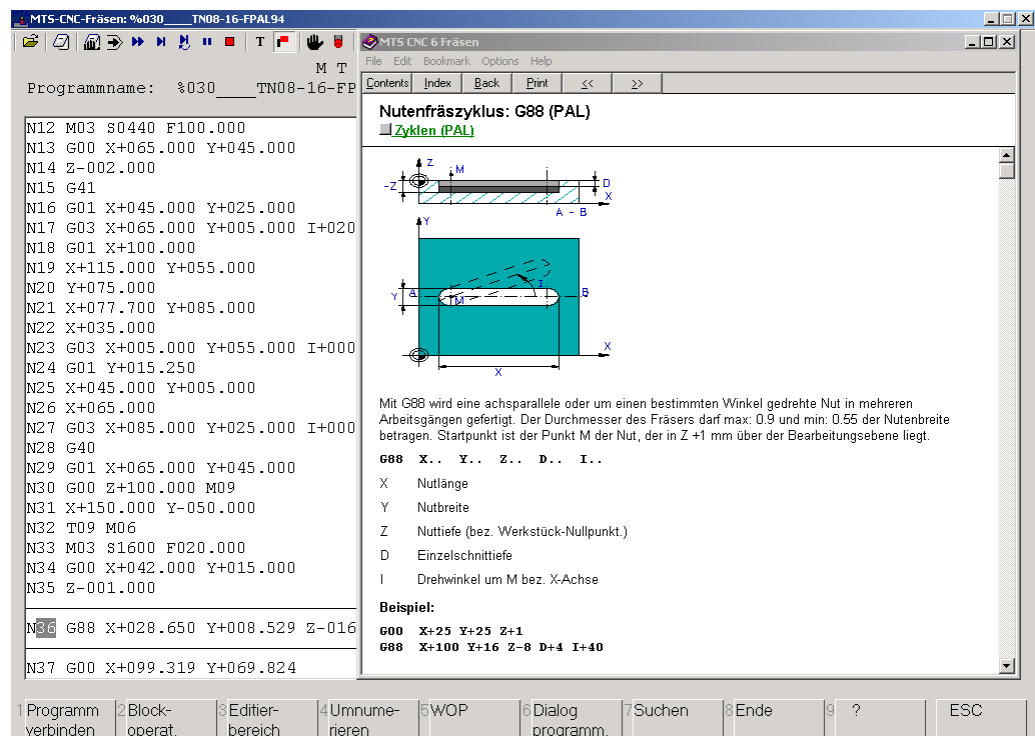 MTS-CNC-Fräsen: %030____TN08-16-FPAL94
T
M T
Programmname: %030____TN08-16-FP
N12 M03 S0440 F100.000
N13 G00 X+065.000 Y+045.000
N14 Z-002.000
N15 G41
N16 G01 X+045.000 Y+025.000
N17 G03 X+065.000 Y+005.000 I+020
N18 G01 X+100.000
N19 X+115.000 Y+055.000
N20 Y+075.000
N21 X+077.700 Y+085.000
N22 X+035.000
N23 G03 X+005.000 Y+055.000 I+000
N24 G01 Y+015.250
N25 X+045.000 Y+005.000
N26 X+065.000
N27 G03 X+085.000 Y+025.000 I+000
N28 G40
N29 G01 X+065.000 Y+045.000
N30 G00 Z+100.000 M09
N31 X+150.000 Y-050.000
N32 T09 M06
N33 M03 S1600 F020.000
N34 G00 X+042.000 Y+015.000
N35 Z-001.000
N36 G88 X+028.650 Y+008.529 Z-016
N37 G00 X+099.319 Y+069.824
MTS CNC 6 Fräsen
File Edit Bookmark Options Help
Contents Index Back Print << >>
Nutenfräszyklus: G88 (PAL)
Zyklen (PAL)
Z
M
-Z
D
X
A - B
Y
Y A
I
B
M
X
X
Mit G88 wird eine achsparallele oder um einen bestimmten Winkel gedrehte Nut in mehreren
Arbeitsgängen gefertigt. Der Durchmesser des Fräsers darf max: 0.9 und min: 0.55 der Nutenbreite
betragen. Startpunkt ist der Punkt M der Nut, der in Z +1 mm über der Bearbeitungsebene liegt.
G88 X.. Y.. Z.. D.. I..
X Nutlänge
Y Nutbreite
Z Nuttiefe (bez. Werkstück-Nullpunkt.)
D Einzelschnittiefe
I Drehwinkel um M bez. X-Achse
Beispiel:
G00 X+25 Y+25 Z+1
G88 X+100 Y+16 Z-8 D+4 I+40
1 Programm 2 Block- 3 Editier- 4 Umnume- 5 WOP 6 Dialog 7 Suchen 8 Ende 9 ? ESC
verbinden operat. bereich rieren programm.